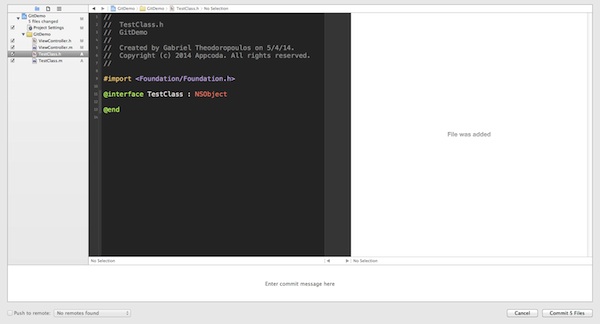 GitDemo
5 files changed
Project Settings M
GitDemo
ViewController.h M
ViewController.m M
TestClass.h A
TestClass.m A
GitDemo GitDemo TestClass.h No Selection
//
// TestClass.h
// GitDemo
//
// Created by Gabriel Theodoropoulos on 5/4/14.
// Copyright (c) 2014 Appcoda. All rights reserved.
//
#import <Foundation/Foundation.h>
@interface TestClass : NSObject
@end
File was added
No Selection
No Selection
Enter commit message here
Push to remote: No remotes found
Cancel
Commit 5 Files